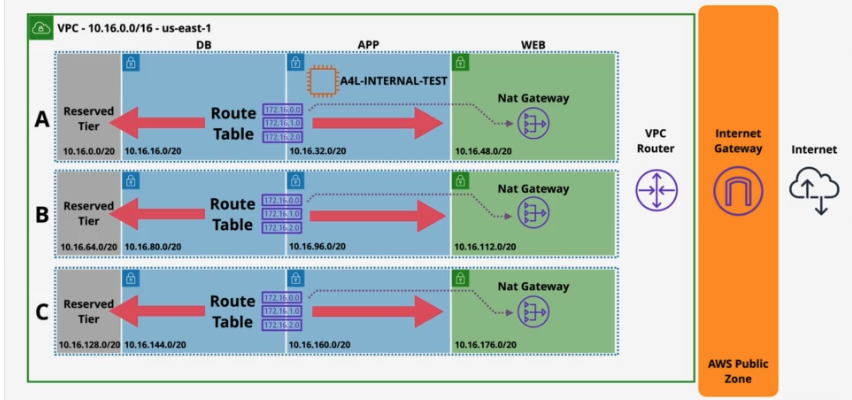 VPC - 10.16.0.0/16 - us-east-1
DB
APP
WEB
A
Reserved
Tier
10.16.0.0/20
Route
Table
172.16.0.0
172.16.1.0
172.16.2.0
10.16.16.0/20
A4L-INTERNAL-TEST
10.16.32.0/20
Nat Gateway
10.16.48.0/20
B
Reserved
Tier
10.16.64.0/20
Route
Table
172.16.0.0
172.16.1.0
172.16.2.0
10.16.80.0/20
10.16.96.0/20
Nat Gateway
10.16.112.0/20
C
Reserved
Tier
10.16.128.0/20
Route
Table
172.16.0.0
172.16.1.0
172.16.2.0
10.16.144.0/20
10.16.160.0/20
Nat Gateway
10.16.176.0/20
VPC
Router
Internet
Gateway
AWS Public
Zone
Internet